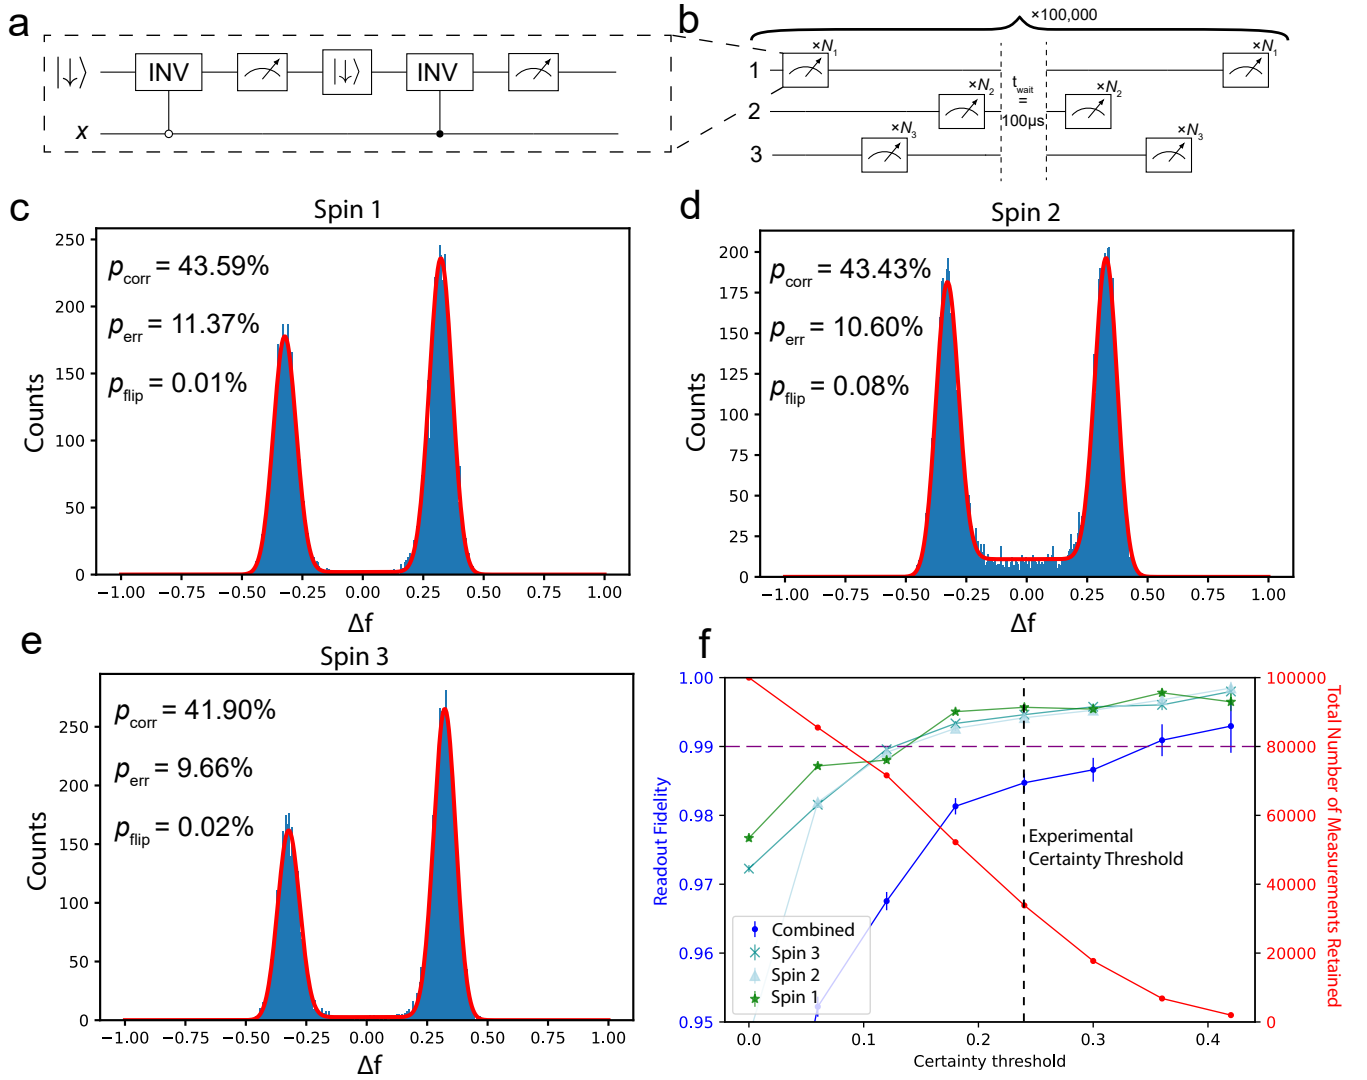 a
|↓⟩ INV |↓⟩ INV
x
b
×100,000
1 ×N1 ×N1
2 ×N2 ×N2
3 ×N3 ×N3
twait
=
100μs
c
Spin 1
pcorr = 43.59%
perr = 11.37%
pflip = 0.01%
Counts
250
200
150
100
50
0
−1.00 −0.75 −0.50 −0.25 0.00 0.25 0.50 0.75 1.00
Δf
d
Spin 2
pcorr = 43.43%
perr = 10.60%
pflip = 0.08%
Counts
200
175
150
125
100
75
50
25
0
−1.00 −0.75 −0.50 −0.25 0.00 0.25 0.50 0.75 1.00
Δf
e
Spin 3
pcorr = 41.90%
perr = 9.66%
pflip = 0.02%
Counts
250
200
150
100
50
0
−1.00 −0.75 −0.50 −0.25 0.00 0.25 0.50 0.75 1.00
Δf
f
Readout Fidelity
1.00
0.99
0.98
0.97
0.96
0.95
Experimental
Certainty Threshold
Combined
Spin 3
Spin 2
Spin 1
0.0 0.1 0.2 0.3 0.4
Certainty threshold
100000
80000
60000
40000
20000
0
Total Number of Measurements Retained